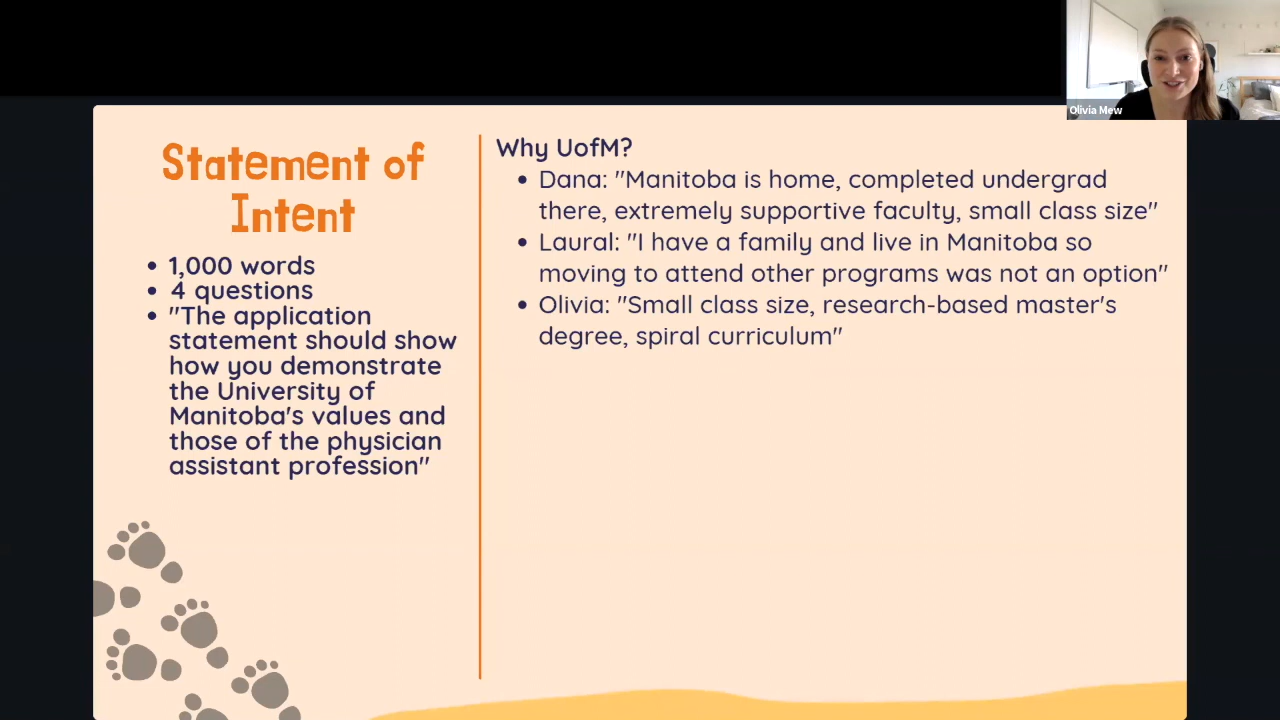 Olivia Mew
Statement of
Intent
1,000 words
4 questions
"The application
statement should show
how you demonstrate
the University of
Manitoba's values and
those of the physician
assistant profession"
Why UofM?
Dana: "Manitoba is home, completed undergrad
there, extremely supportive faculty, small class size"
Laural: "I have a family and live in Manitoba so
moving to attend other programs was not an option"
Olivia: "Small class size, research-based master's
degree, spiral curriculum"